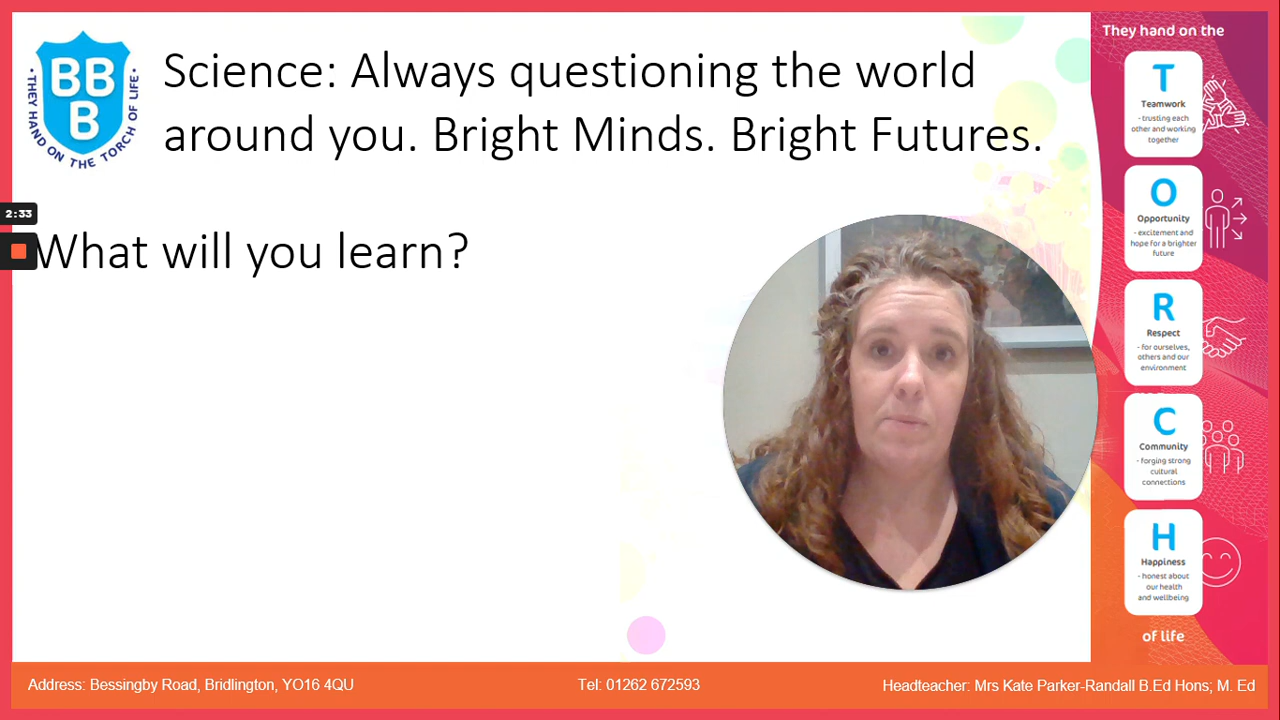 BB
B
THEY HAND ON THE TORCH OF LIFE
Science: Always questioning the world
around you. Bright Minds. Bright Futures.
2:33
What will you learn?
They hand on the
T
Teamwork
- trusting each
other and working
together
O
Opportunity
- excitement and
hope for a brighter
future
R
Respect
- for ourselves,
others and our
environment
C
Community
- forging strong
cultural
connections
H
Happiness
- honest about
our health
and wellbeing
of life
Address: Bessingby Road, Bridlington, YO16 4QU
Tel: 01262 672593
Headteacher: Mrs Kate Parker-Randall B.Ed Hons; M. Ed